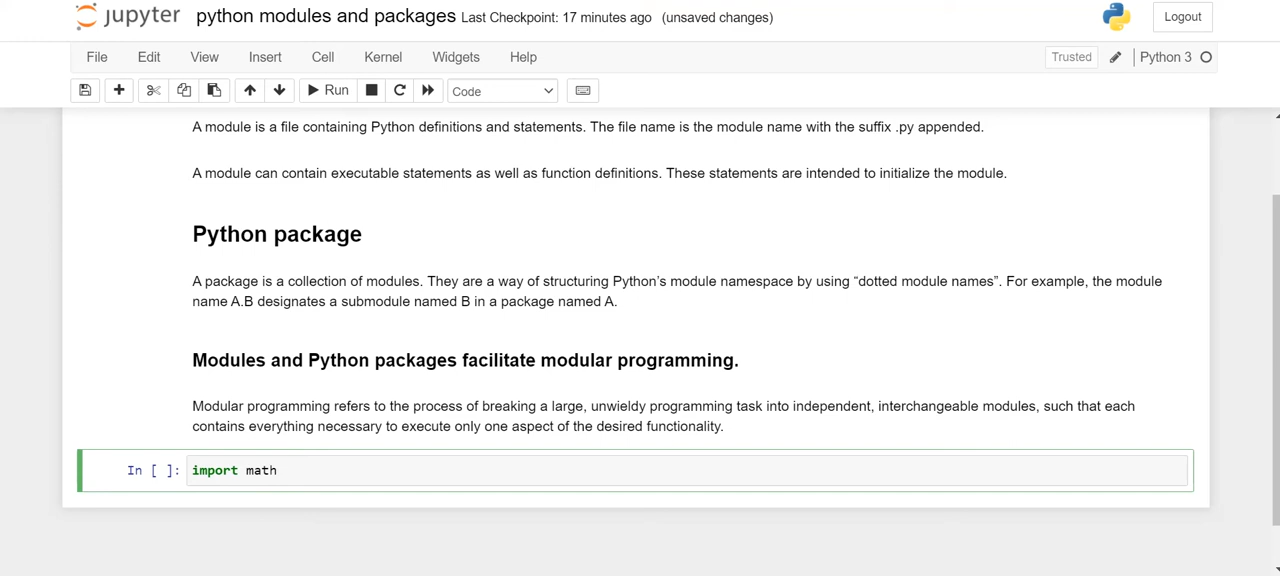 jupyter python modules and packages Last Checkpoint: 17 minutes ago (unsaved changes) Logout
File Edit View Insert Cell Kernel Widgets Help Trusted Python 3
Run Code
A module is a file containing Python definitions and statements. The file name is the module name with the suffix .py appended.
A module can contain executable statements as well as function definitions. These statements are intended to initialize the module.
Python package
A package is a collection of modules. They are a way of structuring Python’s module namespace by using “dotted module names”. For example, the module
name A.B designates a submodule named B in a package named A.
Modules and Python packages facilitate modular programming.
Modular programming refers to the process of breaking a large, unwieldy programming task into independent, interchangeable modules, such that each
contains everything necessary to execute only one aspect of the desired functionality.
In [ ]: import math